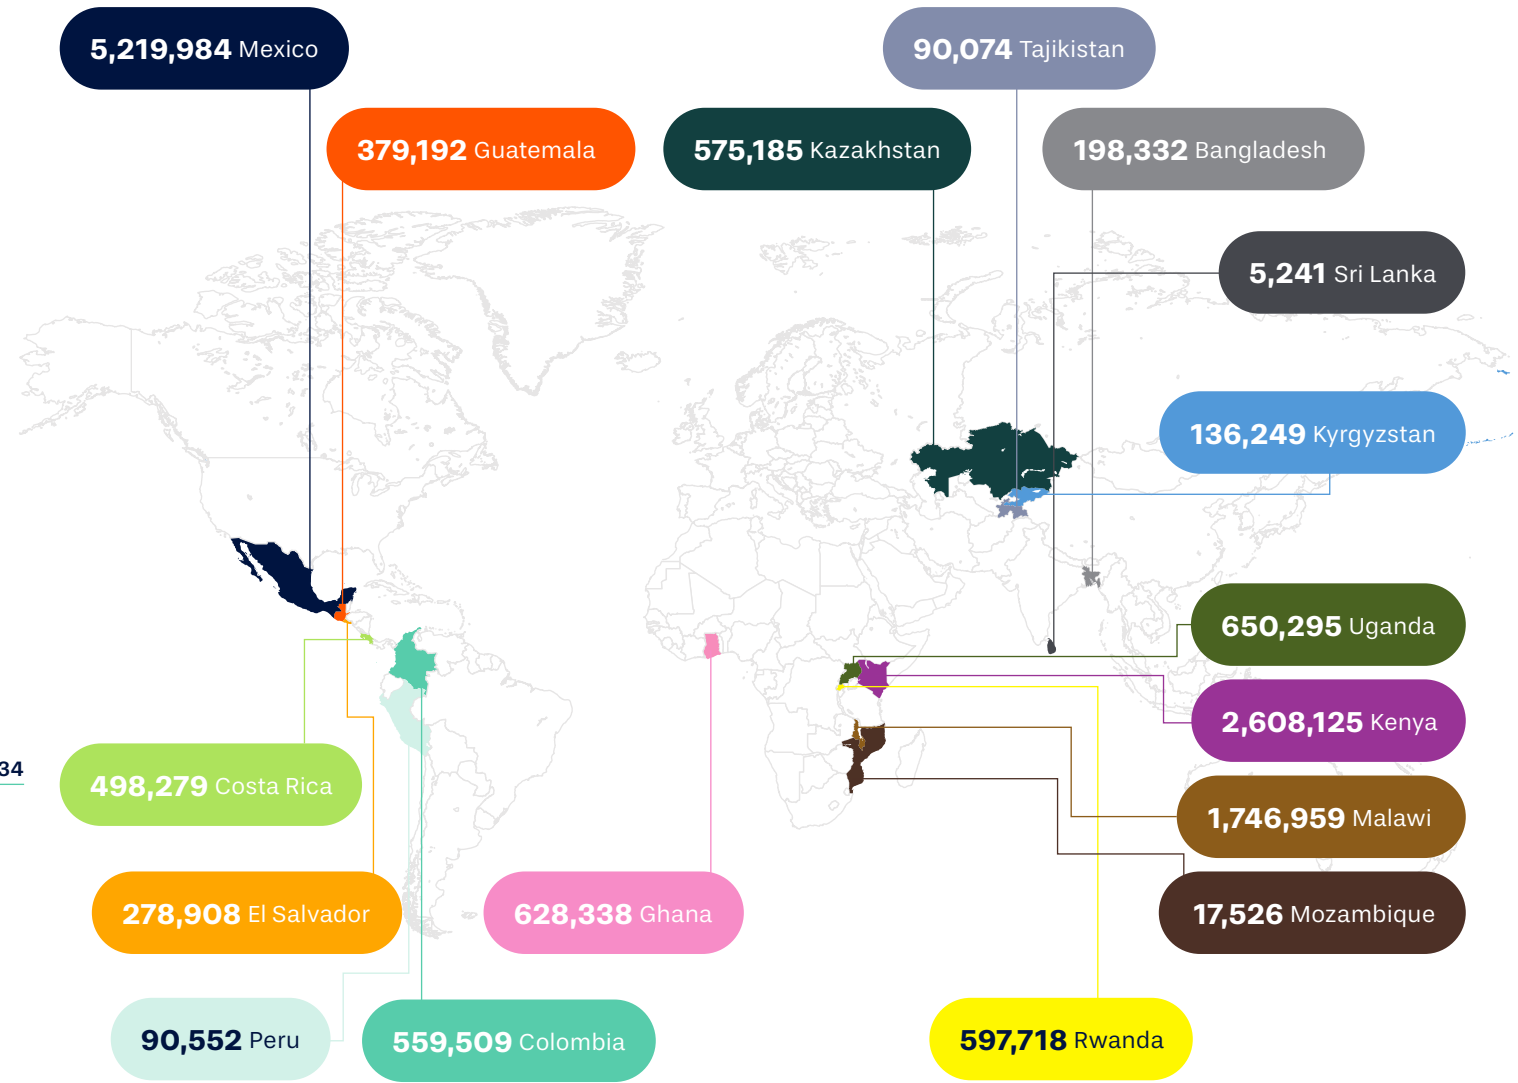 5,219,984 Mexico
90,074 Tajikistan
379,192 Guatemala
575,185 Kazakhstan
198,332 Bangladesh
5,241 Sri Lanka
136,249 Kyrgyzstan
650,295 Uganda
2,608,125 Kenya
34
498,279 Costa Rica
1,746,959 Malawi
278,908 El Salvador
628,338 Ghana
17,526 Mozambique
90,552 Peru
559,509 Colombia
597,718 Rwanda